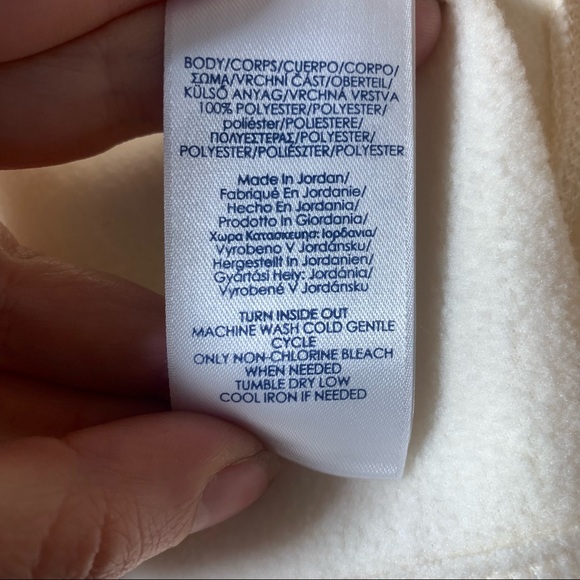 BODY/CORPS/CUERPO/CORPO/
ΣΩΜΑ/VRCHNÍ ČÁST/OBERTEIL/
KÜLSŐ ANYAG/VRCHNÁ VRSTVA
100% POLYESTER/POLYESTER/
poliéster/POLIESTERE/
ΠΟΛΥΕΣΤΕΡΑΣ/POLYESTER/
POLYESTER/POLIÉSZTER/POLYESTER
Made In Jordan/
Fabriqué En Jordanie/
Hecho En Jordania/
Prodotto In Giordania/
Χωρα Κατασκευησ: Ιορδανια/
Vyrobeno V Jordánsku/
Hergestellt In Jordanien/
Gyártási Hely: Jordánia/
Vyrobené V Jordánsku
TURN INSIDE OUT
MACHINE WASH COLD GENTLE
CYCLE
ONLY NON-CHLORINE BLEACH
WHEN NEEDED
TUMBLE DRY LOW
COOL IRON IF NEEDED